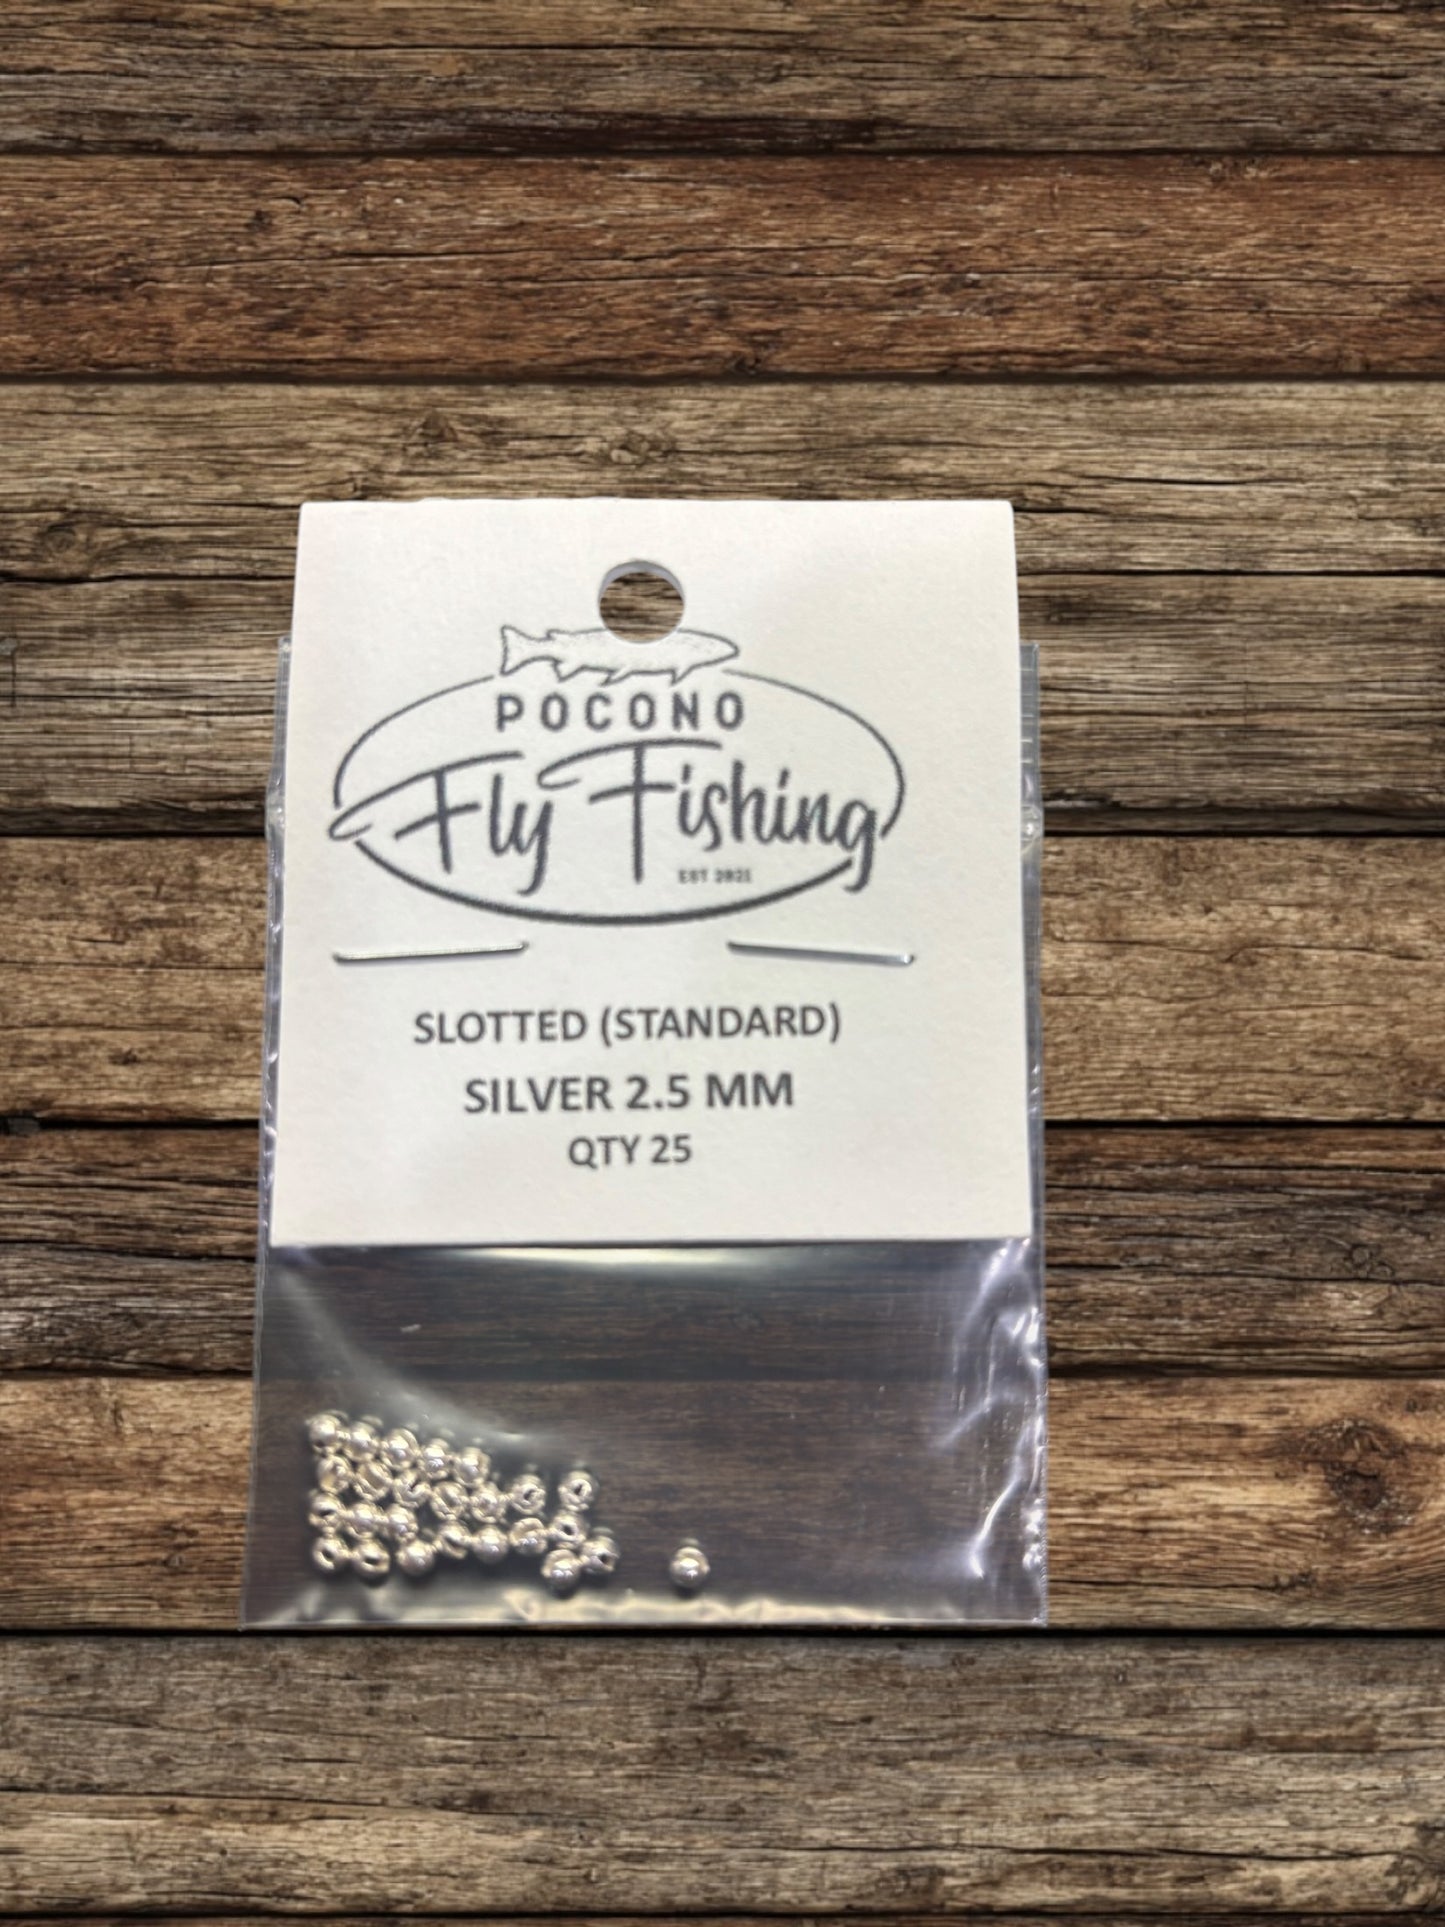 POCONO
Fly Fishing
EST 2021
SLOTTED (STANDARD)
SILVER 2.5 MM
QTY 25